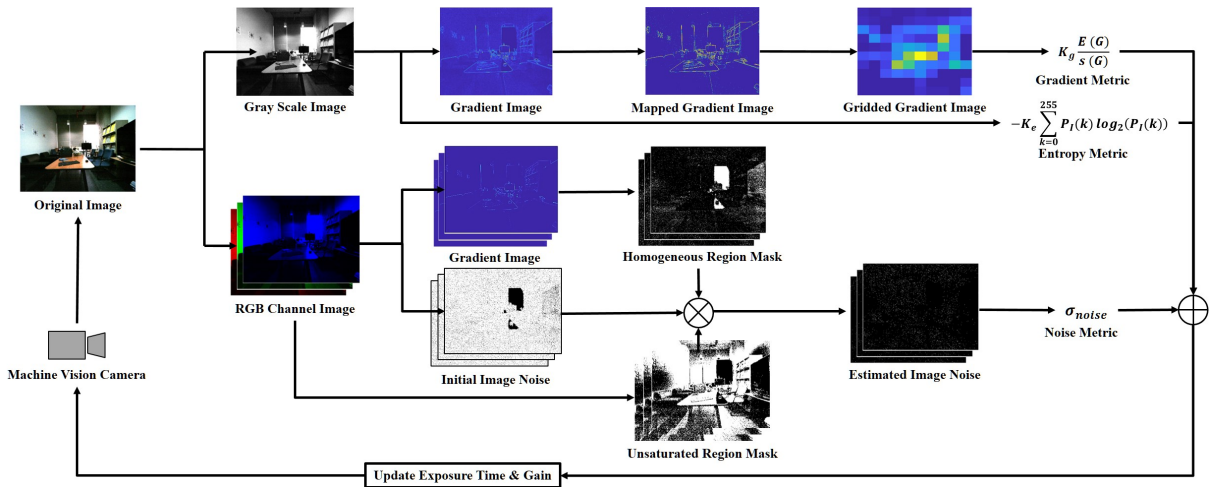 Gray Scale Image
Gradient Image
Mapped Gradient Image
Gridded Gradient Image
K_g E (G) / s (G)
Gradient Metric
−K_e ∑_{k=0}^{255} P_I(k) log_2(P_I(k))
Entropy Metric
Original Image
Gradient Image
Homogeneous Region Mask
RGB Channel Image
Initial Image Noise
Estimated Image Noise
σ_noise
Noise Metric
Machine Vision Camera
Unsaturated Region Mask
Update Exposure Time & Gain